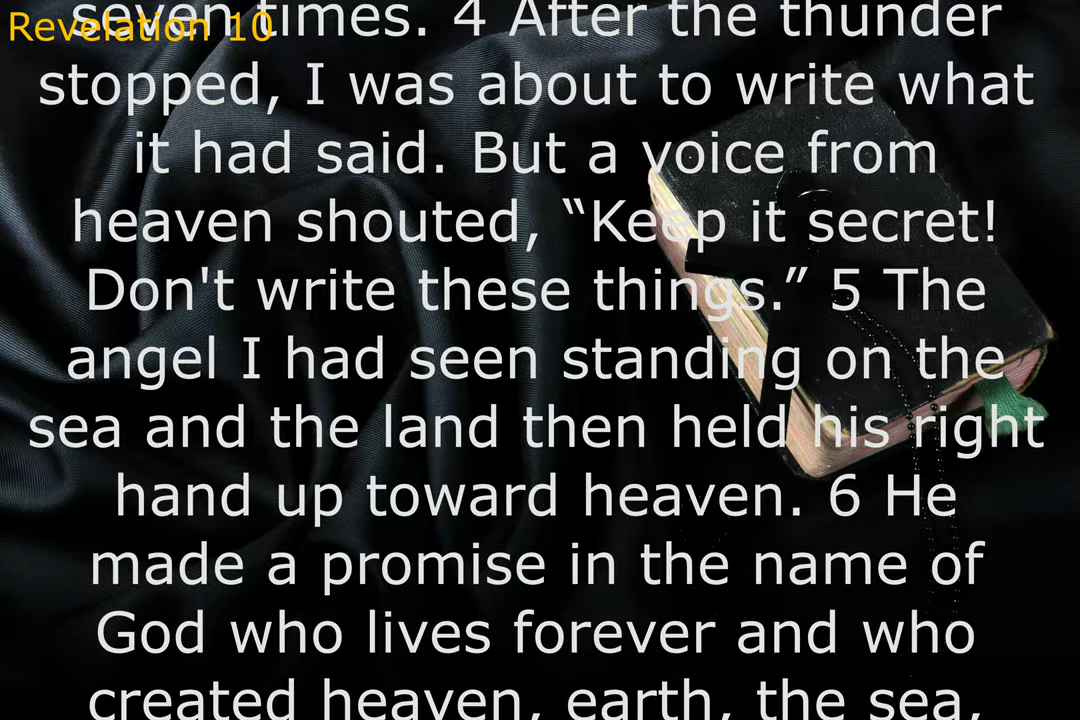 Revelation 10
seven times. 4 After the thunder
stopped, I was about to write what
it had said. But a voice from
heaven shouted, “Keep it secret!
Don't write these things.” 5 The
angel I had seen standing on the
sea and the land then held his right
hand up toward heaven. 6 He
made a promise in the name of
God who lives forever and who
created heaven, earth, the sea,